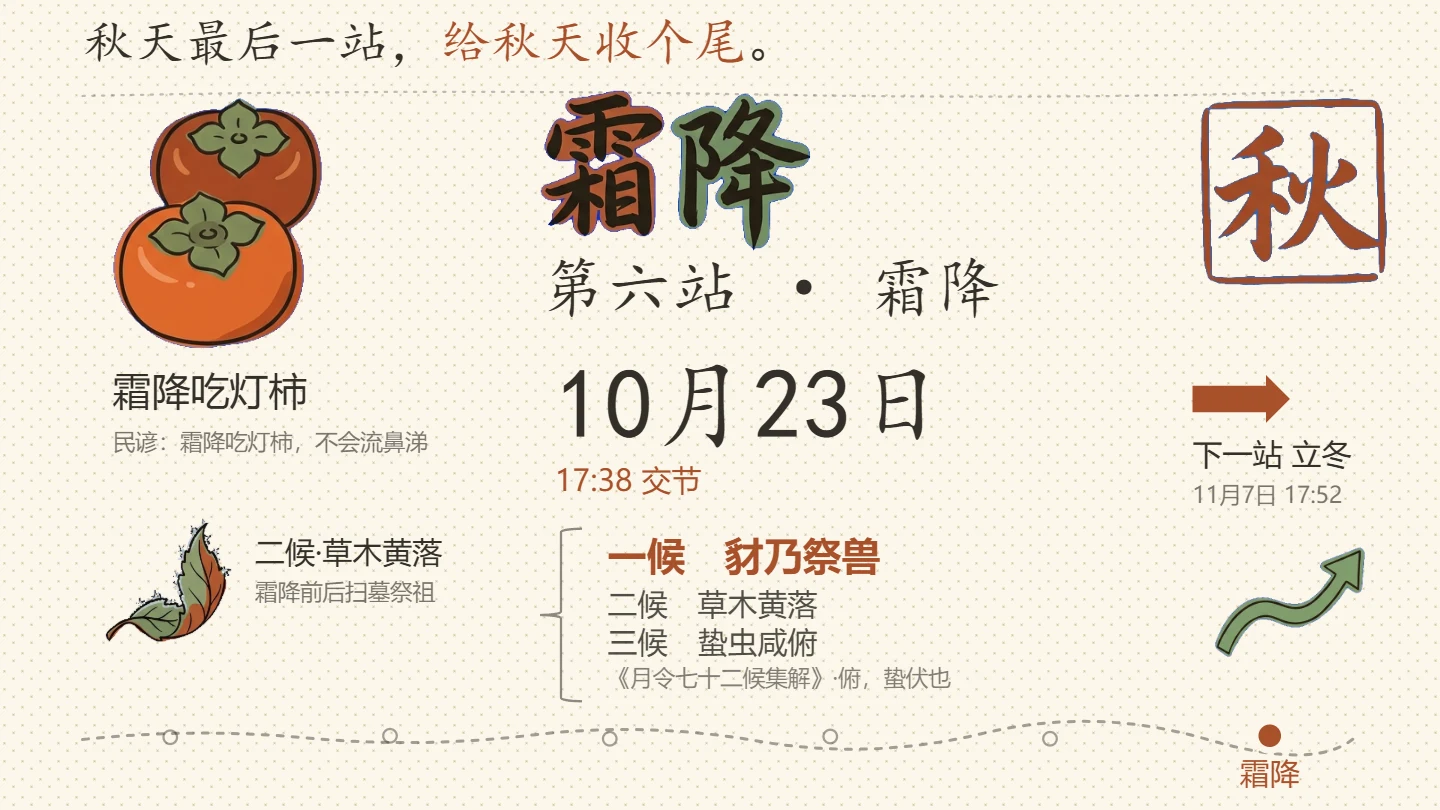 秋天最后一站，给秋天收个尾。
霜降
秋
第六站 · 霜降
霜降吃灯柿
民谚：霜降吃灯柿，不会流鼻涕
10月23日
17:38 交节
下一站 立冬
11月7日 17:52
二候·草木黄落
霜降前后扫墓祭祖
一候 豺乃祭兽
二候 草木黄落
三候 蛰虫咸俯
《月令七十二候集解》·俯，蛰伏也
霜降